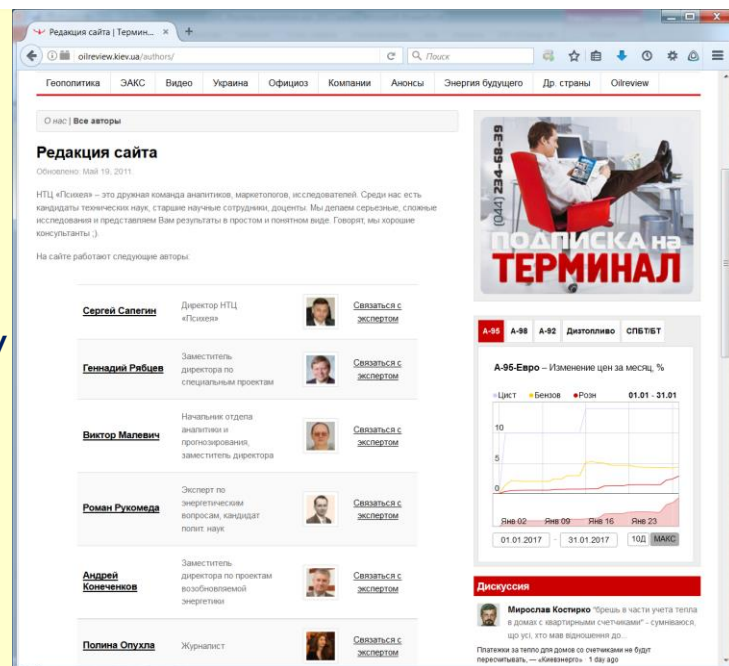 Редакция сайта | Термин...
oilreview.kiev.ua/authors/
Поиск
Геополитика ЭАКС Видео Украина Официоз Компании Анонсы Энергия будущего Др. страны Oilreview
О нас | Все авторы
Редакция сайта
Обновлено: Май 19, 2011
НТЦ «Психея» – это дружная команда аналитиков, маркетологов, исследователей. Среди нас есть
кандидаты технических наук, старшие научные сотрудники, доценты. Мы делаем серьезные, сложные
исследования и представляем Вам результаты в простом и понятном виде. Говорят, мы хорошие
консультанты ;).
На сайте работают следующие авторы:
Сергей Сапегин
Директор НТЦ
«Психея»
Связаться с
экспертом
Геннадий Рябцев
Заместитель
директора по
специальным проектам
Связаться с
экспертом
Виктор Малевич
Начальник отдела
аналитики и
прогнозирования,
заместитель директора
Связаться с
экспертом
Роман Рукомеда
Эксперт по
энергетическим
вопросам, кандидат
полит. наук
Связаться с
экспертом
Андрей
Конеченков
Заместитель
директора по проектам
возобновляемой
энергетики
Связаться с
экспертом
Полина Опухла
Журналист
Связаться с
экспертом
(044) 234-68-39
ПОДПИСКА на
ТЕРМИНАЛ
А-95 А-98 А-92 Дизтопливо СПБТ/БТ
А-95-Евро – Изменение цен за месяц, %
Цист Бензов Розн 01.01 - 31.01
10
5
0
Янв 02 Янв 09 Янв 16 Янв 23
01.01.2017 - 31.01.2017 10Д МАКС
Дискуссия
Мирослав Костирко "брешь в части учета тепла
в домах с квартирными счетчиками" - сумніваюся,
що усі, хто мав відношення до...
Платежки за тепло для домов со счетчиками не будут
пересчитывать, — «Киевэнерго» · 1 day ago